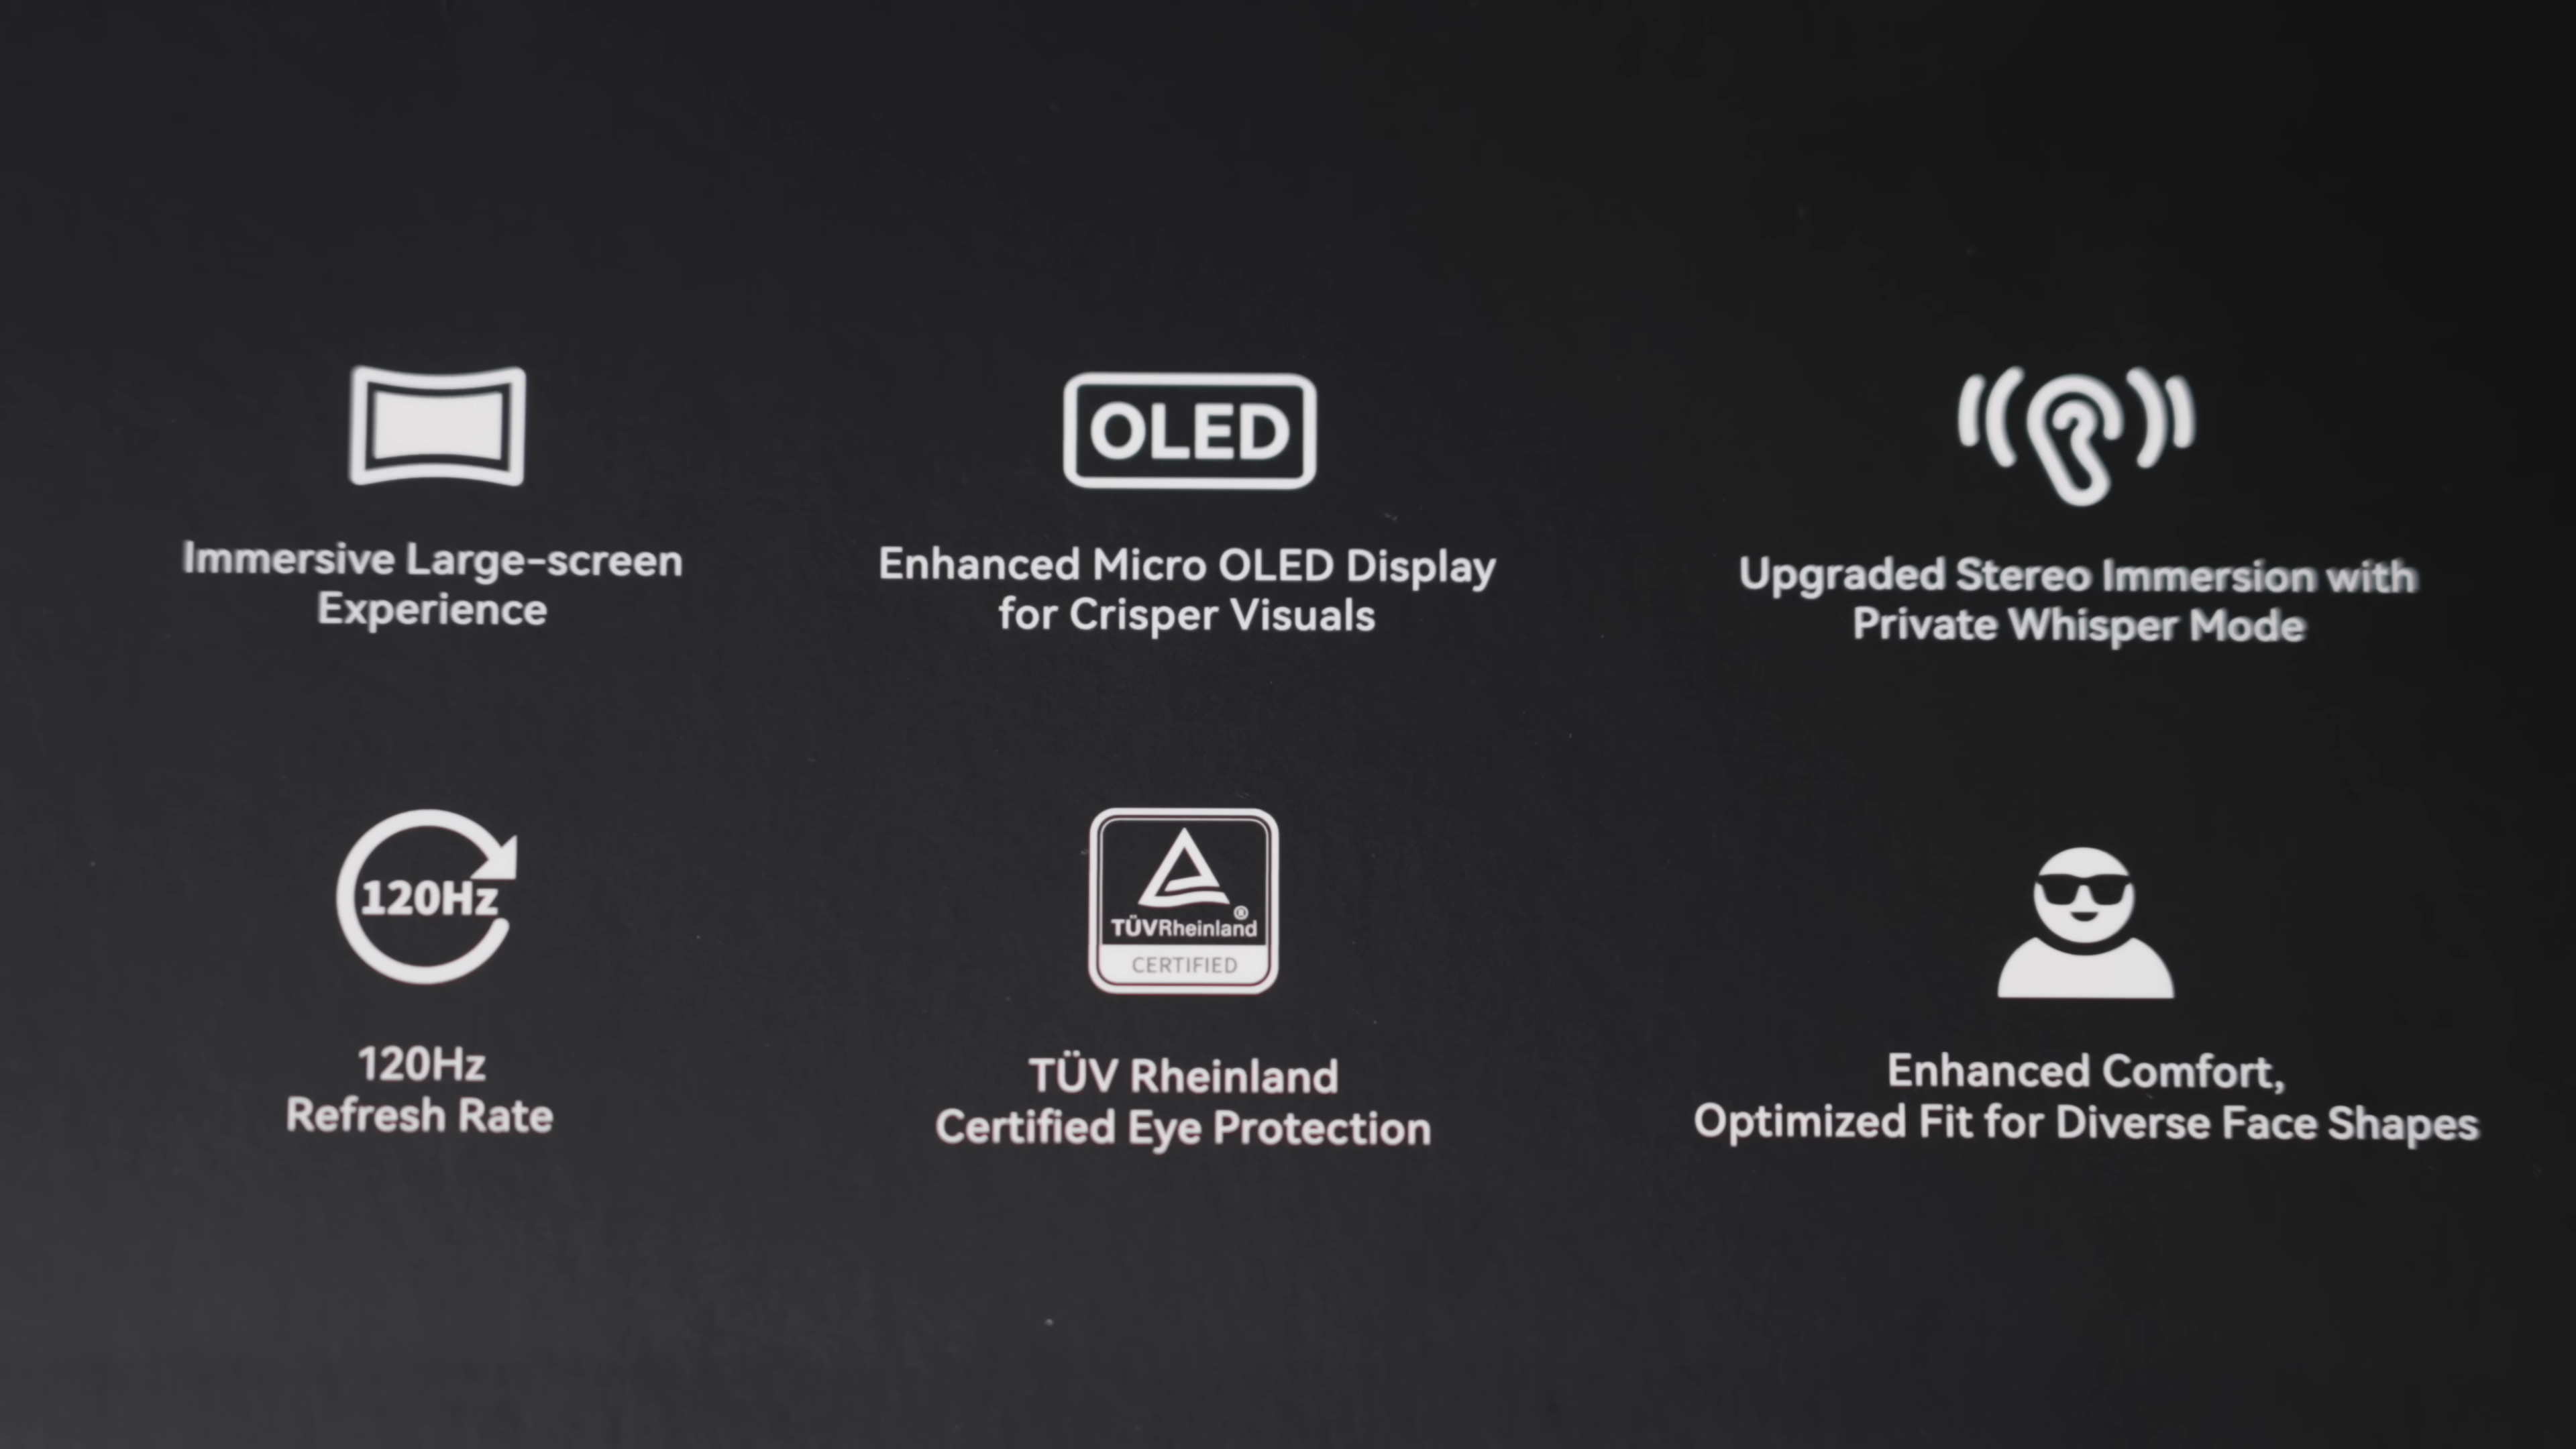 OLED
Immersive Large-screen
Experience
Enhanced Micro OLED Display
for Crisper Visuals
Upgraded Stereo Immersion with
Private Whisper Mode
120Hz
120Hz
Refresh Rate
®
TÜVRheinland
CERTIFIED
TÜV Rheinland
Certified Eye Protection
Enhanced Comfort,
Optimized Fit for Diverse Face Shapes